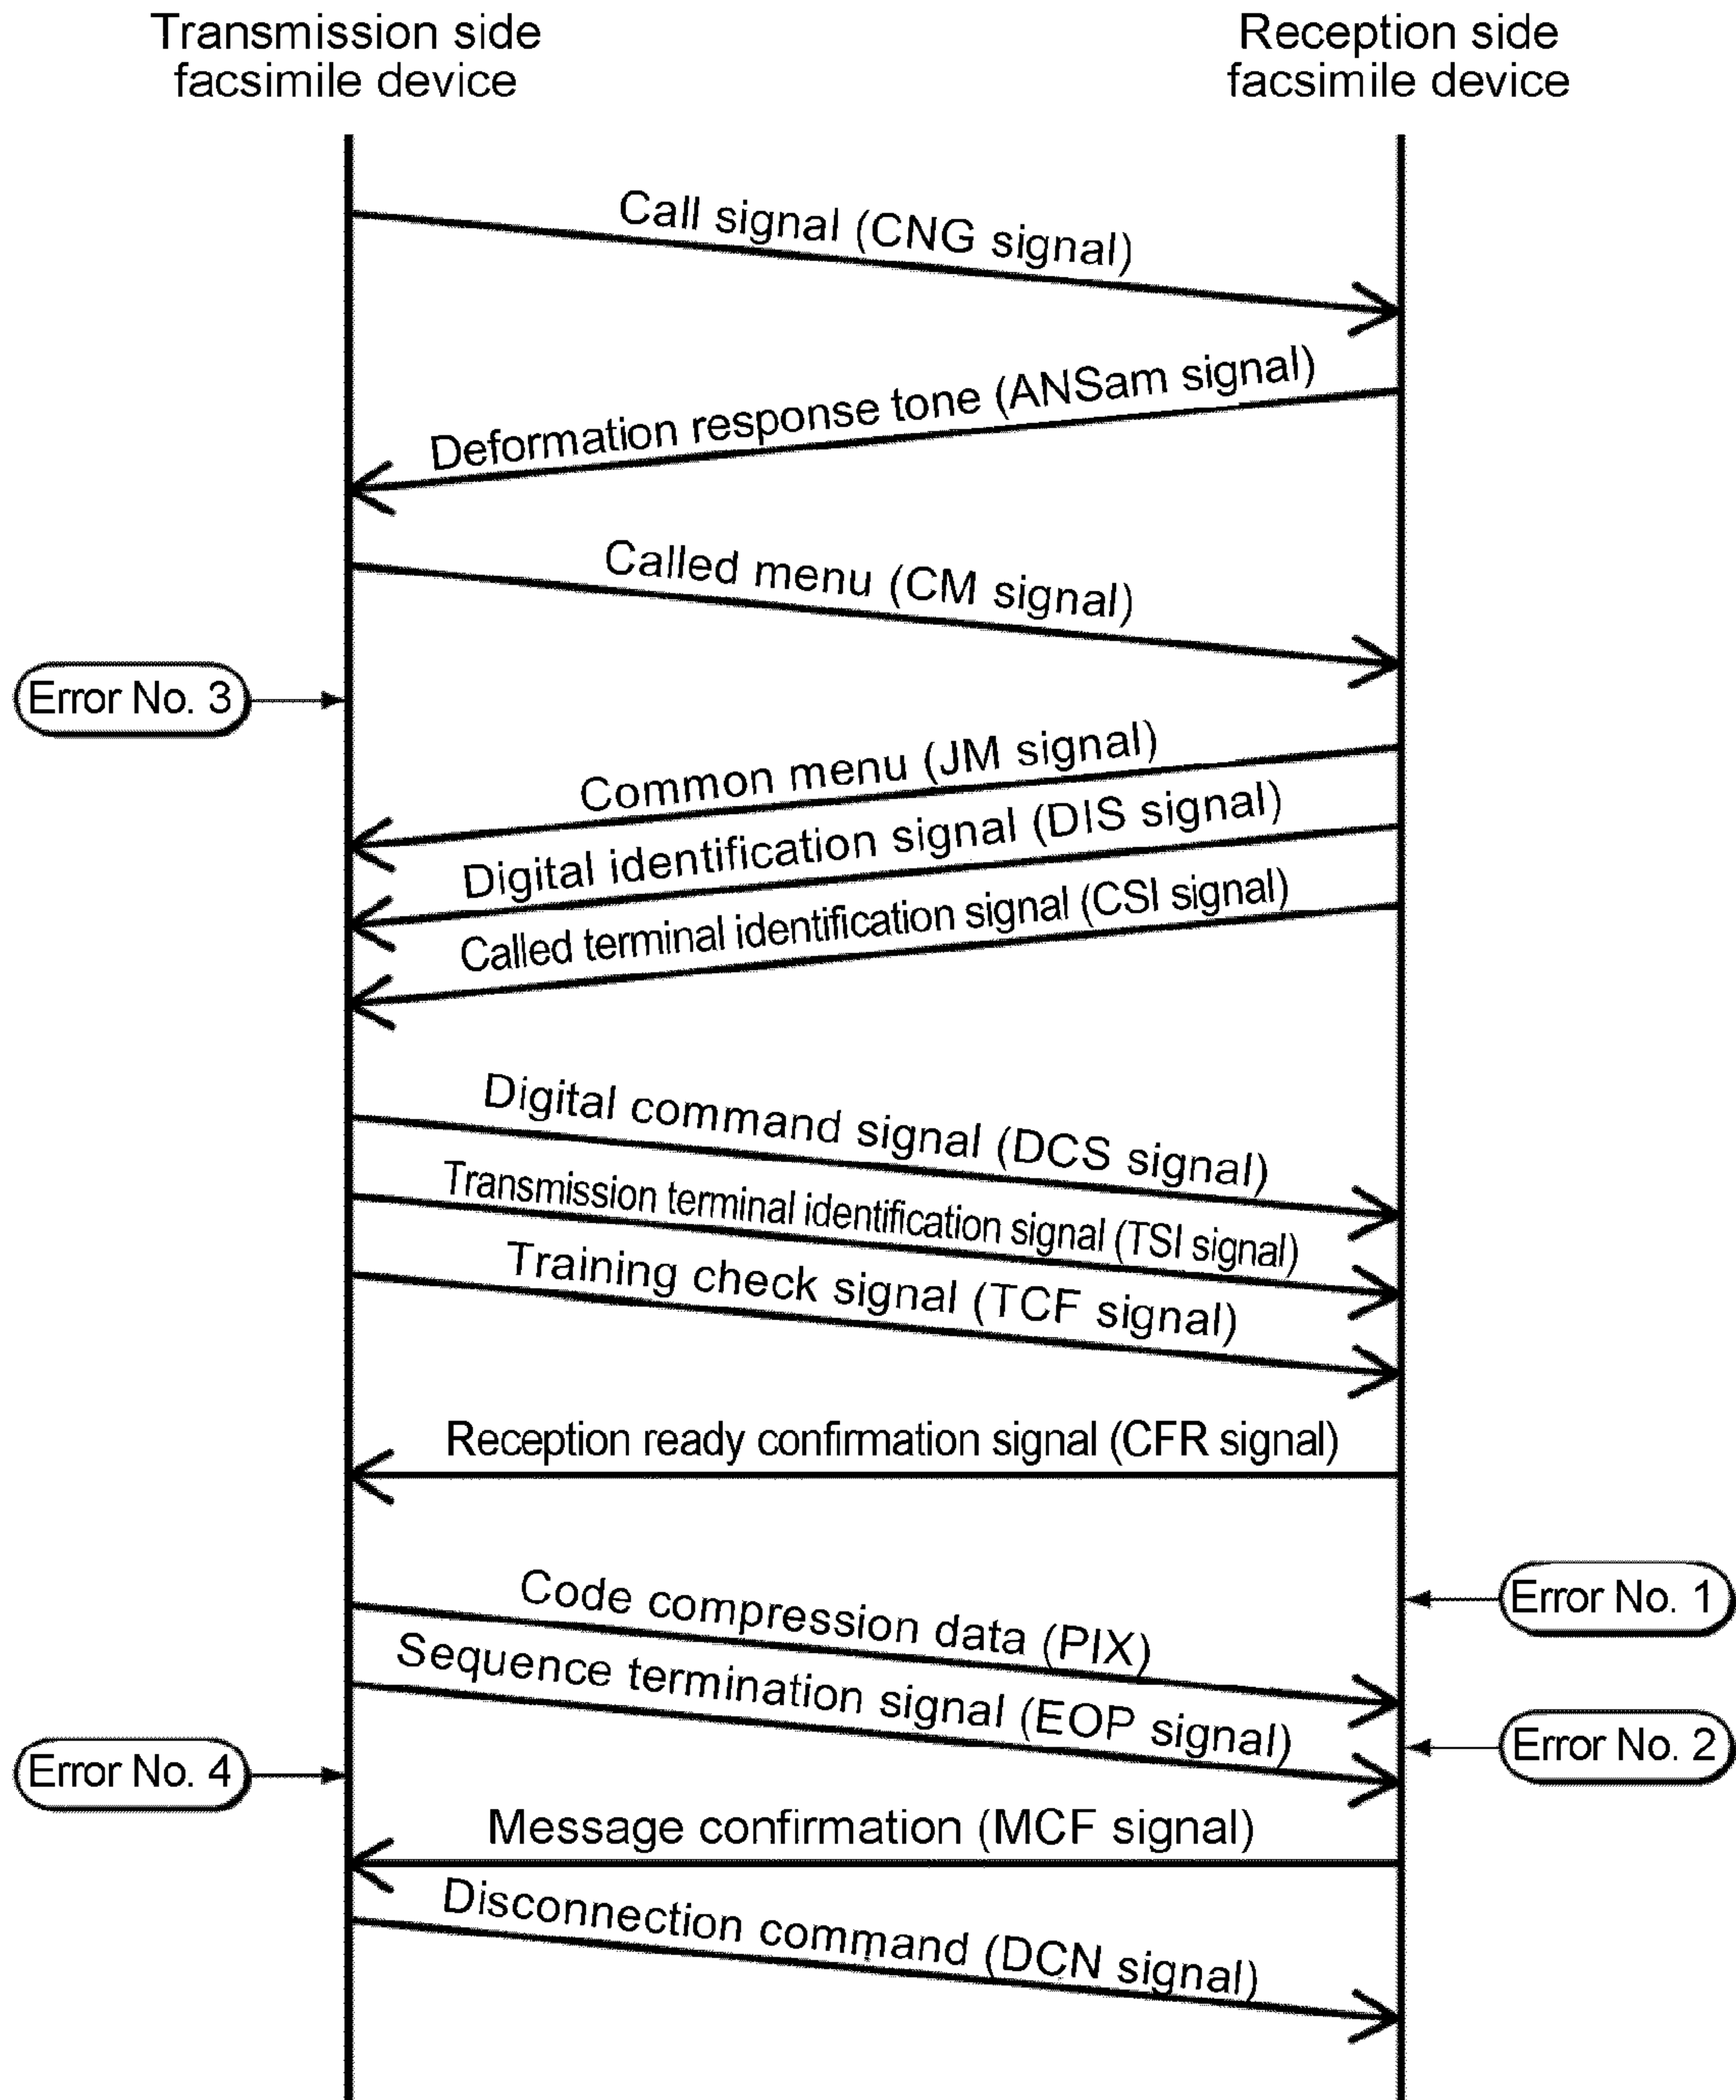 Transmission side
facsimile device
Reception side
facsimile device
Call signal (CNG signal)
Deformation response tone (ANSam signal)
Called menu (CM signal)
Error No. 3
Common menu (JM signal)
Digital identification signal (DIS signal)
Called terminal identification signal (CSI signal)
Digital command signal (DCS signal)
Transmission terminal identification signal (TSI signal)
Training check signal (TCF signal)
Reception ready confirmation signal (CFR signal)
Error No. 1
Code compression data (PIX)
Sequence termination signal (EOP signal)
Error No. 2
Error No. 4
Message confirmation (MCF signal)
Disconnection command (DCN signal)